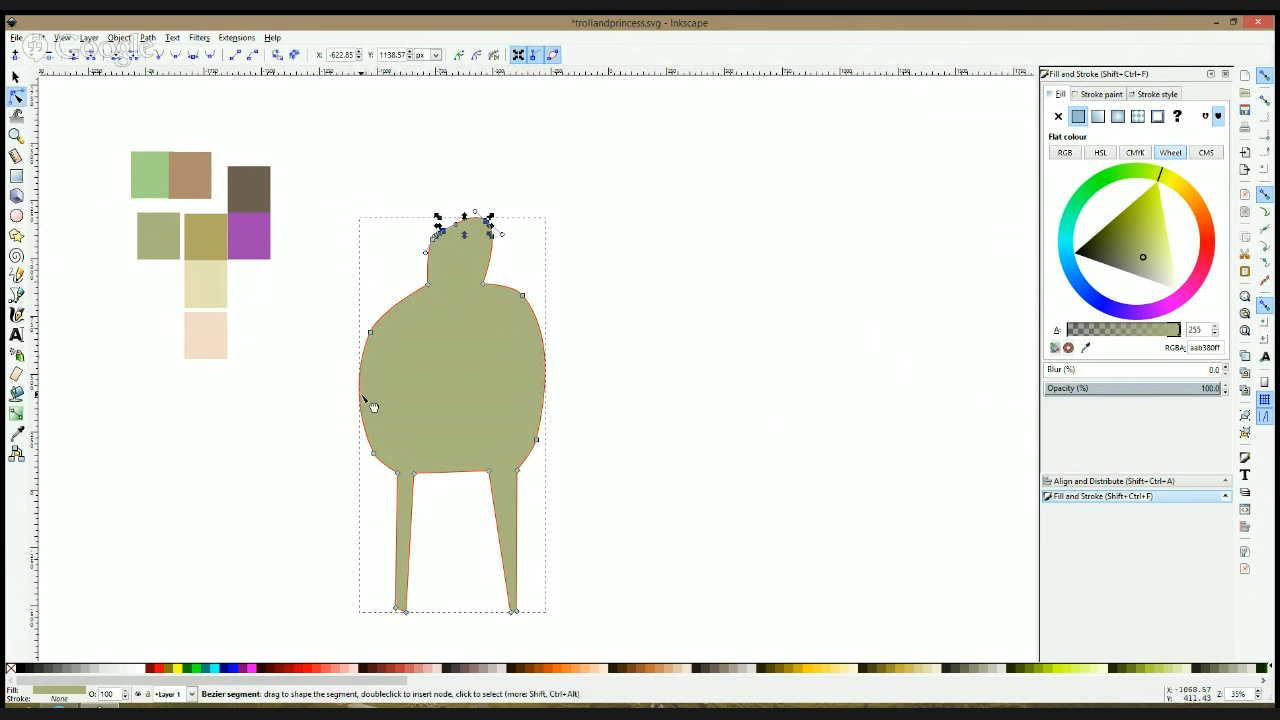 *trollandprincess.svg - Inkscape
File Edit View Layer Object Path Text Filters Extensions Help
Google
X: -622.85 Y: 1138.57 px
Fill and Stroke (Shift+Ctrl+F)
Fill Stroke paint Stroke style
Flat colour
RGB HSL CMYK Wheel CMS
A: 255
RGBA: aab380ff
Blur (%) 0.0
Opacity (%) 100.0
Align and Distribute (Shift+Ctrl+A)
Fill and Stroke (Shift+Ctrl+F)
Fill: O: 100 Layer 1 Bezier segment: drag to shape the segment, doubleclick to insert node, click to select (more: Shift, Ctrl+Alt) X: -1068.57 Z: 35%
Stroke: None Y: 411.43